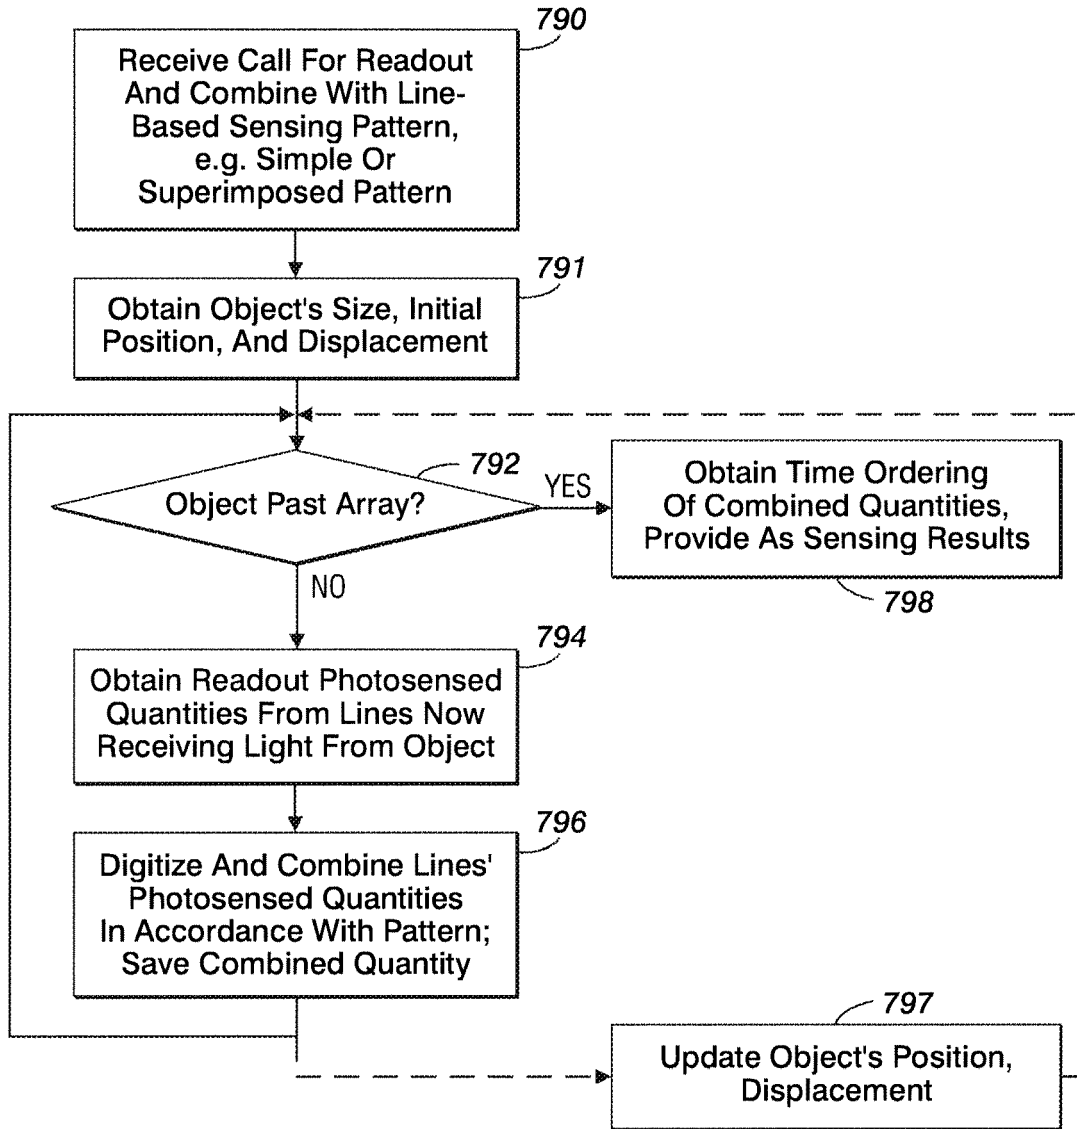 790
Receive Call For Readout
And Combine With Line-
Based Sensing Pattern,
e.g. Simple Or
Superimposed Pattern
791
Obtain Object's Size, Initial
Position, And Displacement
792
Object Past Array?
YES
Obtain Time Ordering
Of Combined Quantities,
Provide As Sensing Results
798
NO
794
Obtain Readout Photosensed
Quantities From Lines Now
Receiving Light From Object
796
Digitize And Combine Lines'
Photosensed Quantities
In Accordance With Pattern;
Save Combined Quantity
797
Update Object's Position,
Displacement